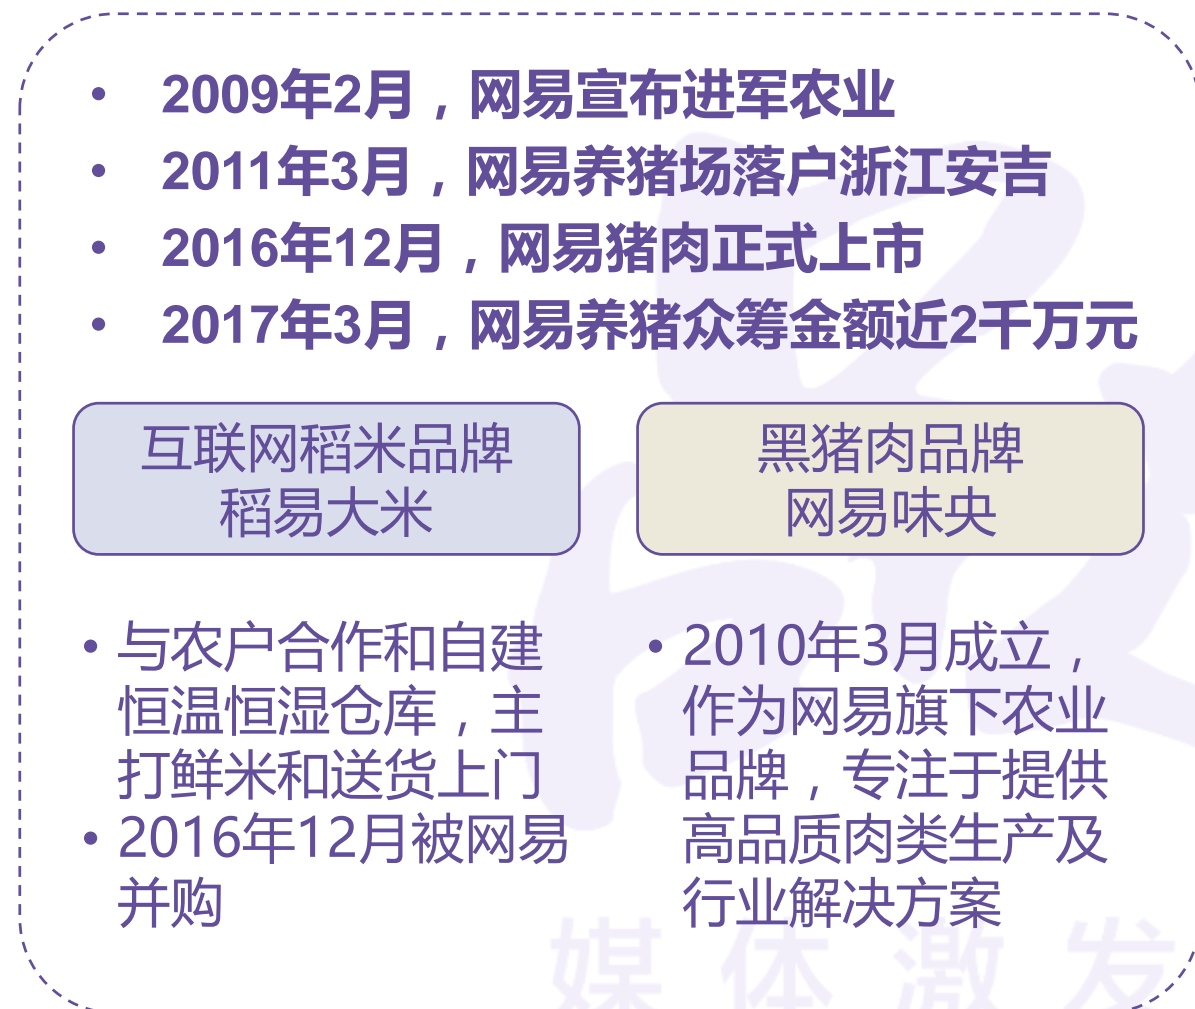 • 2009年2月，网易宣布进军农业
• 2011年3月，网易养猪场落户浙江安吉
• 2016年12月，网易猪肉正式上市
• 2017年3月，网易养猪众筹金额近2千万元
互联网稻米品牌
稻易大米
• 与农户合作和自建
恒温恒湿仓库，主
打鲜米和送货上门
• 2016年12月被网易
并购
黑猪肉品牌
网易味央
• 2010年3月成立，
作为网易旗下农业
品牌，专注于提供
高品质肉类生产及
行业解决方案
媒体激发